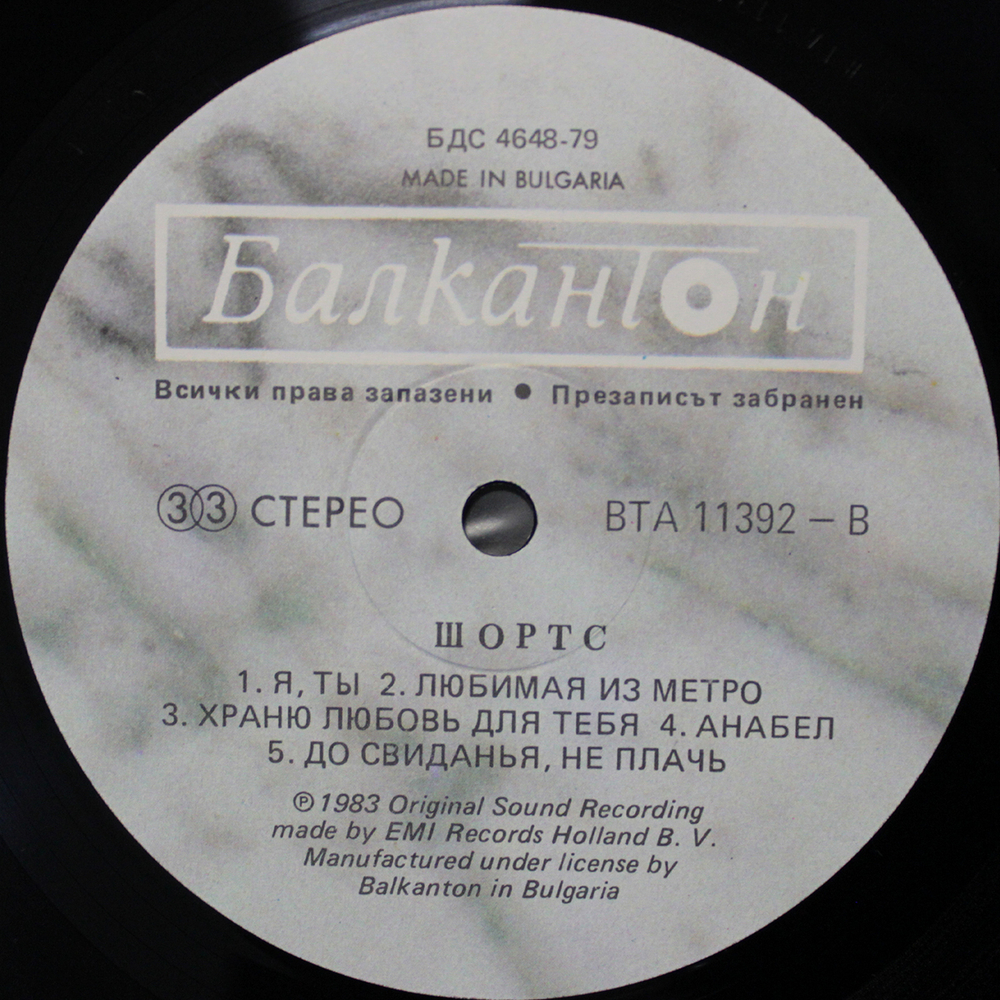 БДС 4648-79
MADE IN BULGARIA
Балкантон
Всички права запазени ● Презаписът забранен
33 СТЕРЕО
ВТА 11392 – В
ШОРТС
1. Я, ТЫ 2. ЛЮБИМАЯ ИЗ МЕТРО
3. ХРАНЮ ЛЮБОВЬ ДЛЯ ТЕБЯ 4. АНАБЕЛ
5. ДО СВИДАНЬЯ, НЕ ПЛАЧЬ
℗ 1983 Original Sound Recording
made by EMI Records Holland B. V.
Manufactured under license by
Balkanton in Bulgaria